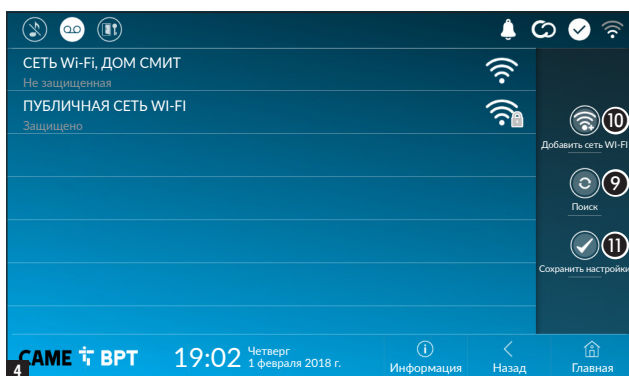 СЕТЬ Wi-Fi, ДОМ СМИТ
Не защищенная
ПУБЛИЧНАЯ СЕТЬ WI-FI
Защищено
10
Добавить сеть WI-FI
9
Поиск
11
Сохранить настройки
4
CAME BPT
19:02
Четверг
1 февраля 2018 г.
Информация
Назад
Главная